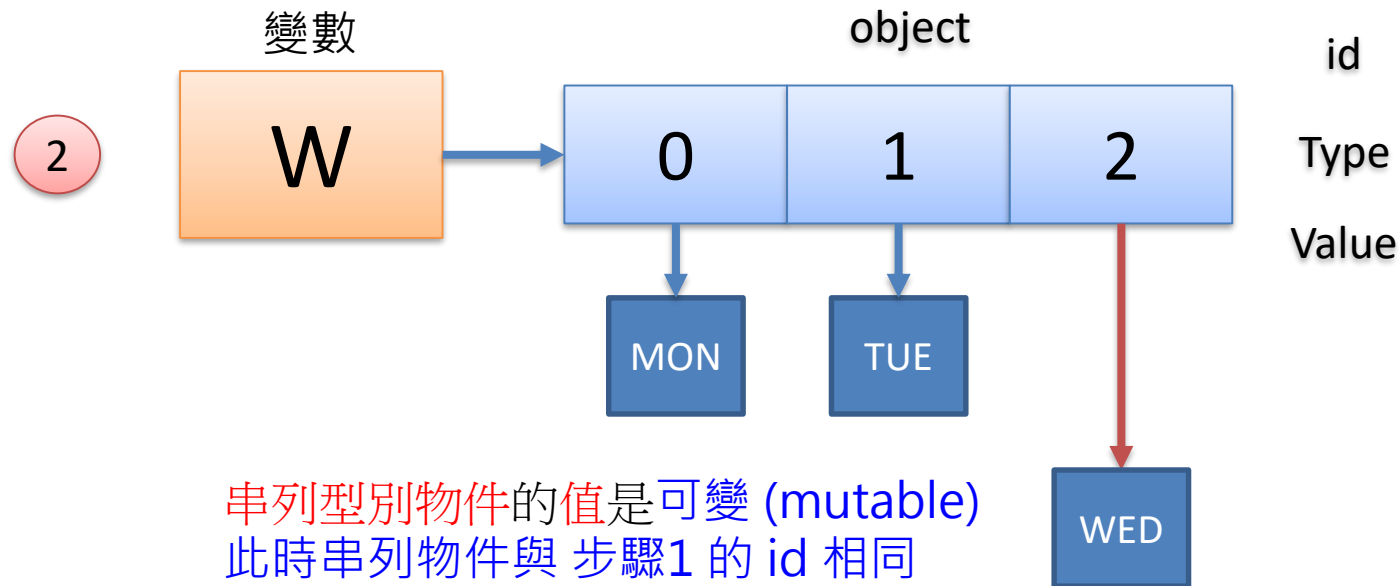 變數
object
id
2
W
0
1
2
Type
Value
MON
TUE
WED
串列型別物件的值是可變 (mutable)
此時串列物件與 步驟1 的 id 相同